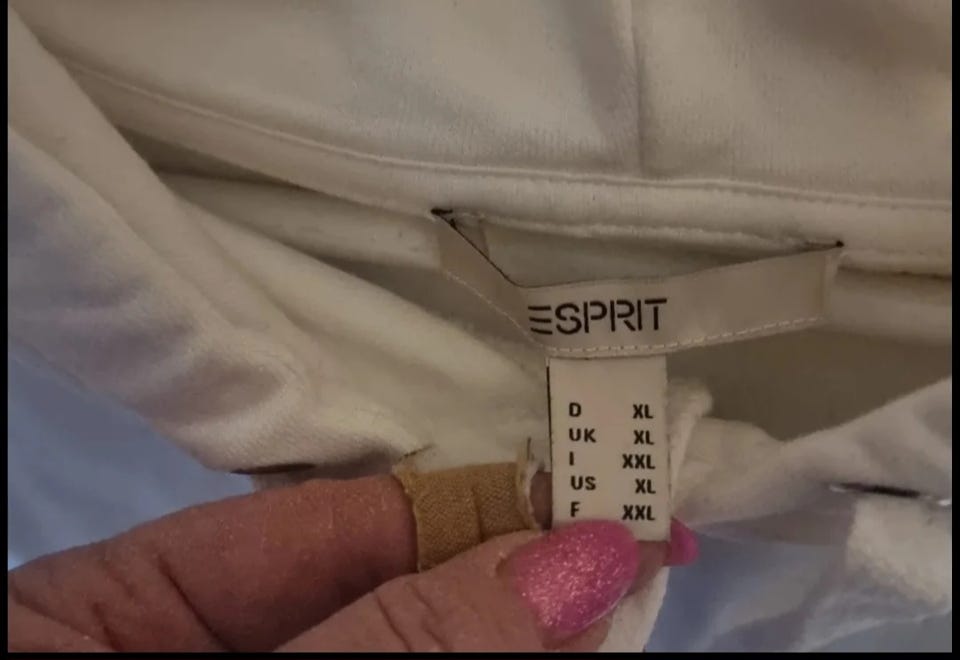 ESPRIT
D XL
UK XL
I XXL
US XL
F XXL